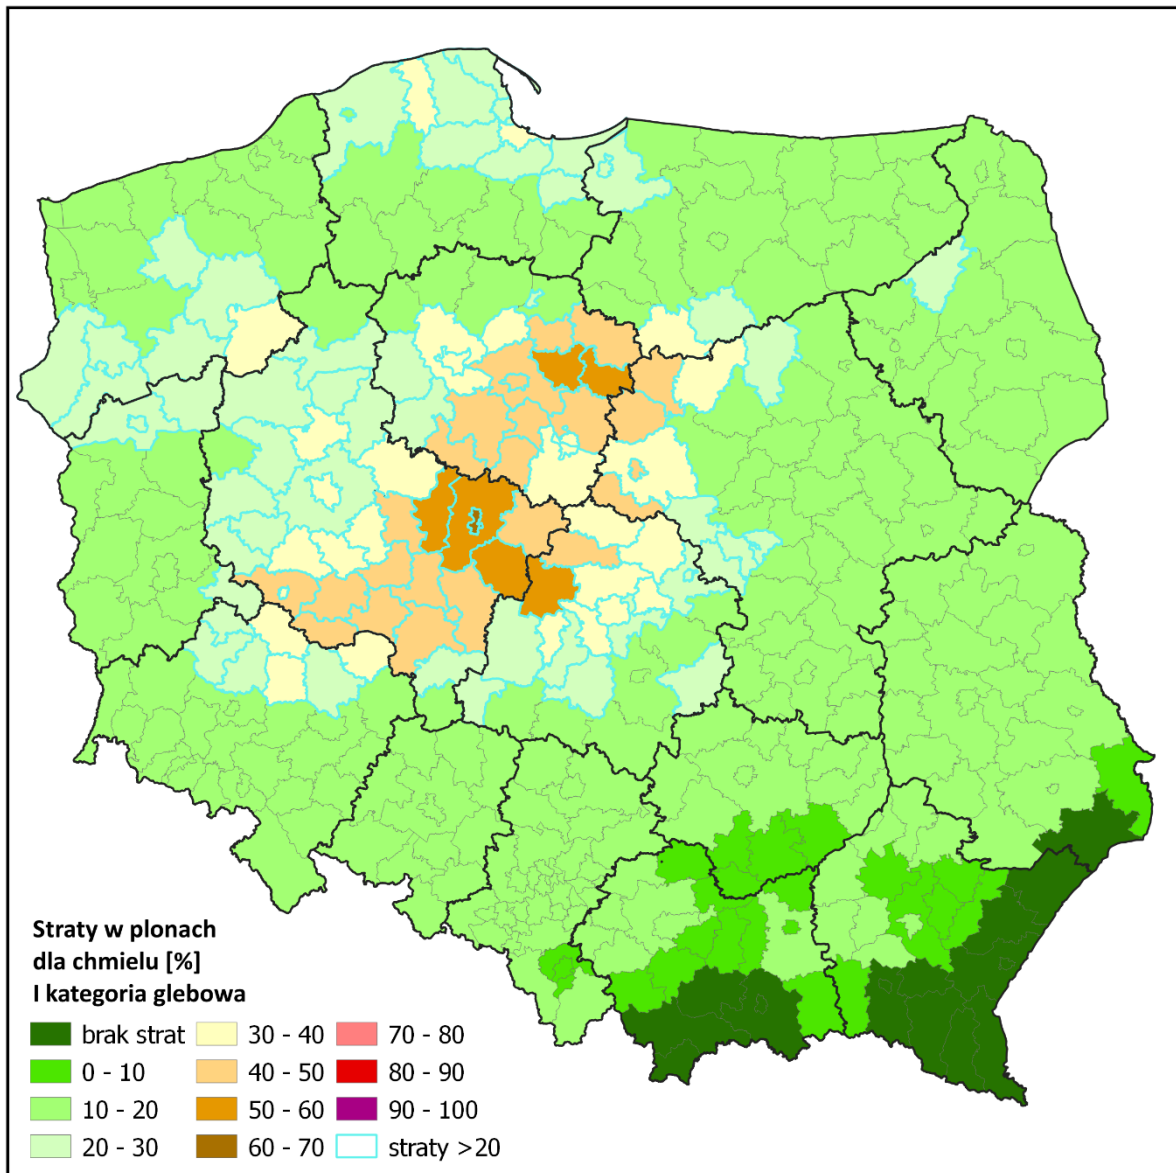 Straty w plonach
dla chmielu [%]
I kategoria glebowa
brak strat
0 - 10
10 - 20
20 - 30
30 - 40
40 - 50
50 - 60
60 - 70
70 - 80
80 - 90
90 - 100
straty >20